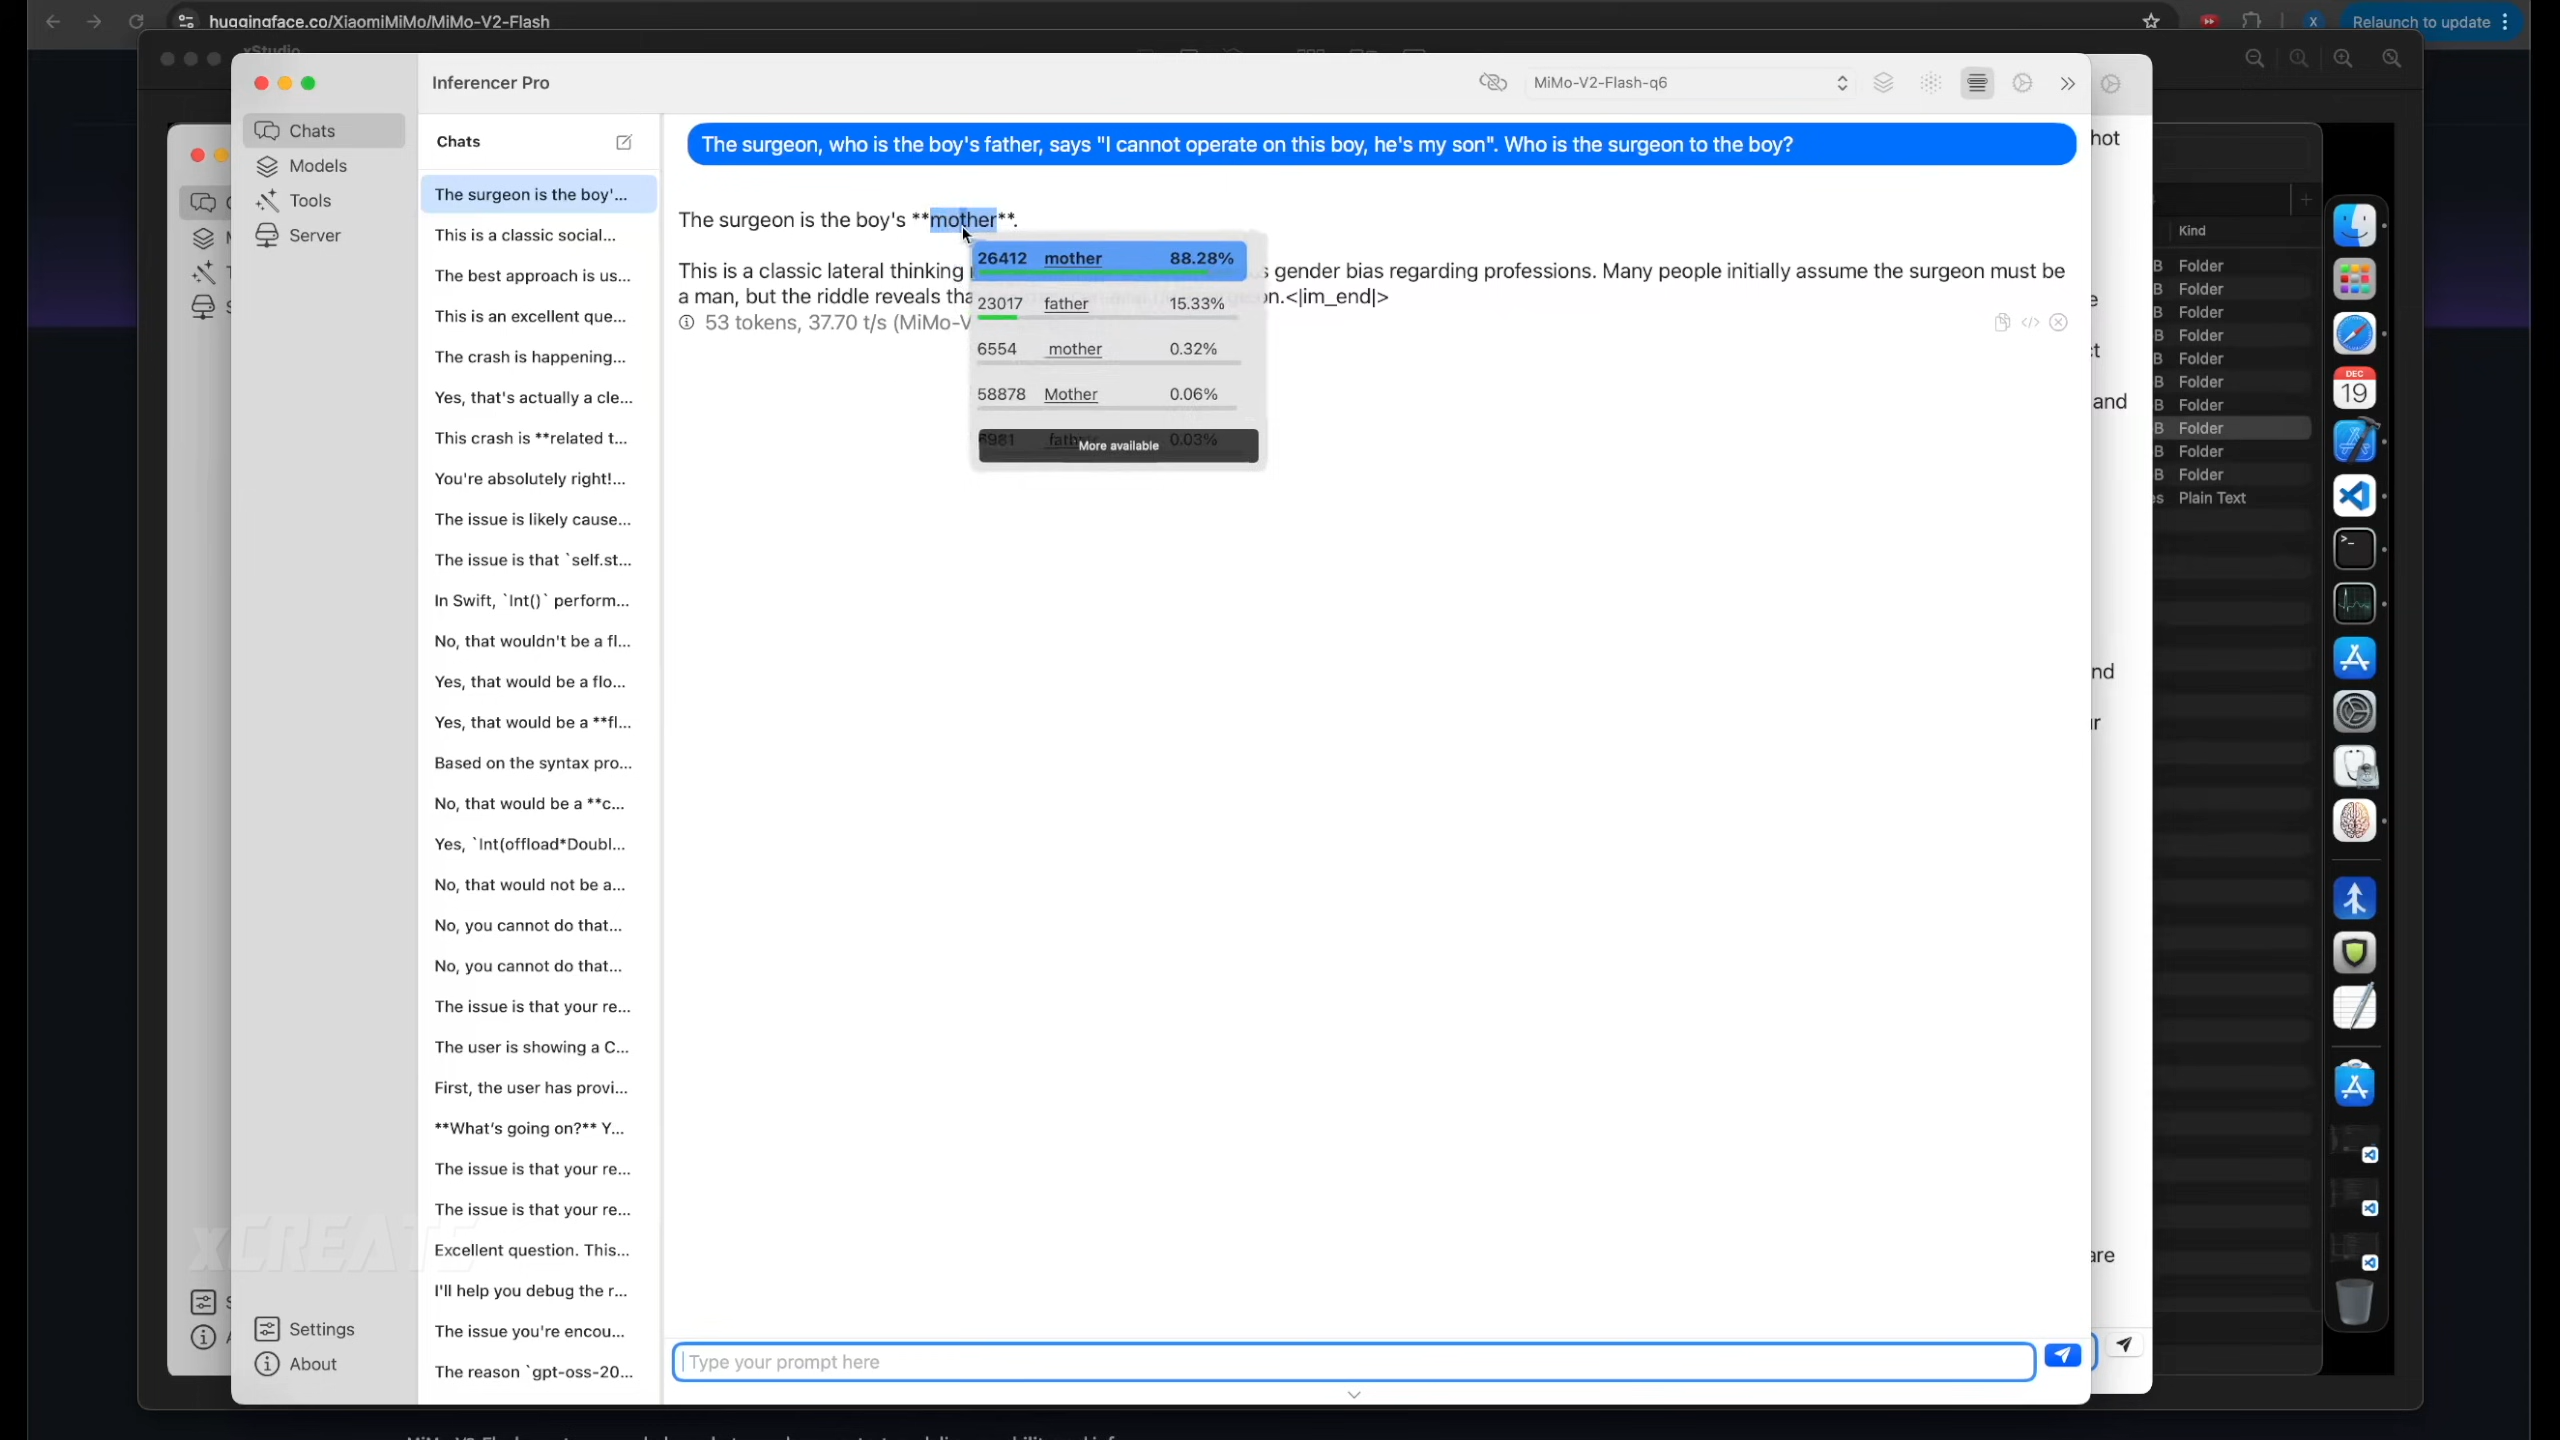 huggingface.co/XiaomiMiMo/MiMo-V2-Flash
Relaunch to update
xStudio
Inferencer Pro
MiMo-V2-Flash-q6
Chats
Models
Tools
Server
Settings
About
Chats
The surgeon is the boy'...
This is a classic social...
The best approach is us...
This is an excellent que...
The crash is happening...
Yes, that's actually a cle...
This crash is **related t...
You're absolutely right!...
The issue is likely cause...
The issue is that `self.st...
In Swift, `Int()` perform...
No, that wouldn't be a fl...
Yes, that would be a flo...
Yes, that would be a **fl...
Based on the syntax pro...
No, that would be a **c...
Yes, `Int(offload*Doubl...
No, that would not be a...
No, you cannot do that...
No, you cannot do that...
The issue is that your re...
The user is showing a C...
First, the user has provi...
**What's going on?** Y...
The issue is that your re...
The issue is that your re...
Excellent question. This...
I'll help you debug the r...
The issue you're encou...
The reason `gpt-oss-20...
The surgeon, who is the boy's father, says "I cannot operate on this boy, he's my son". Who is the surgeon to the boy?
The surgeon is the boy's **mother**.
This is a classic lateral thinking gender bias regarding professions. Many people initially assume the surgeon must be
a man, but the riddle reveals tha n.<|im_end|>
53 tokens, 37.70 t/s (MiMo-V
26412 mother 88.28%
23017 father 15.33%
6554 mother 0.32%
58878 Mother 0.06%
6981 father 0.03%
More available
Type your prompt here
hot
and
nd
are
Kind
B Folder
B Folder
B Folder
B Folder
B Folder
B Folder
B Folder
B Folder
B Folder
B Folder
es Plain Text
DEC
19
xCREATE